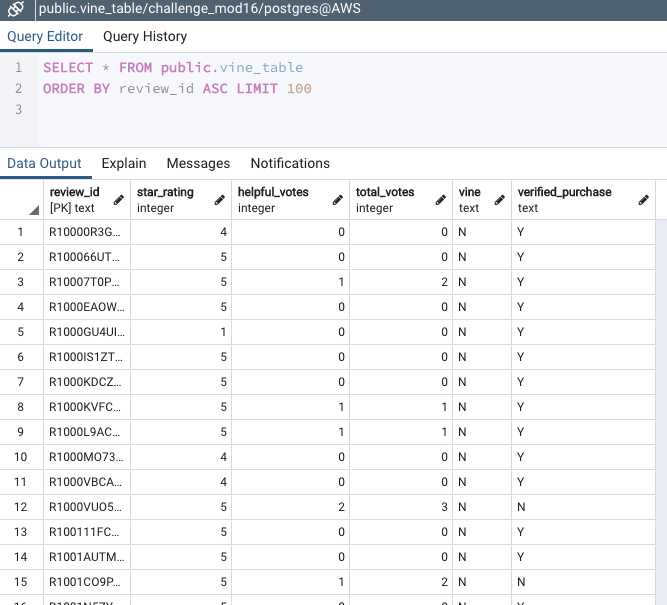 public.vine_table/challenge_mod16/postgres@AWS
Query Editor Query History
1 SELECT * FROM public.vine_table
2 ORDER BY review_id ASC LIMIT 100
3
Data Output Explain Messages Notifications
review_id star_rating helpful_votes total_votes vine verified_purchase
[PK] text integer integer integer text text
1 R10000R3G... 4 0 0 N Y
2 R100066UT... 5 0 0 N Y
3 R10007T0P... 5 1 2 N Y
4 R1000EAOW... 5 0 0 N Y
5 R1000GU4UI... 1 0 0 N Y
6 R1000IS1ZT... 5 0 0 N Y
7 R1000KDCZ... 5 0 0 N Y
8 R1000KVFC... 5 1 1 N Y
9 R1000L9AC... 5 1 1 N Y
10 R1000MO73... 4 0 0 N Y
11 R1000VBCA... 4 0 0 N Y
12 R1000VUO5... 5 2 3 N N
13 R100111FC... 5 0 0 N Y
14 R1001AUTM... 5 0 0 N Y
15 R1001CO9P... 5 1 2 N N